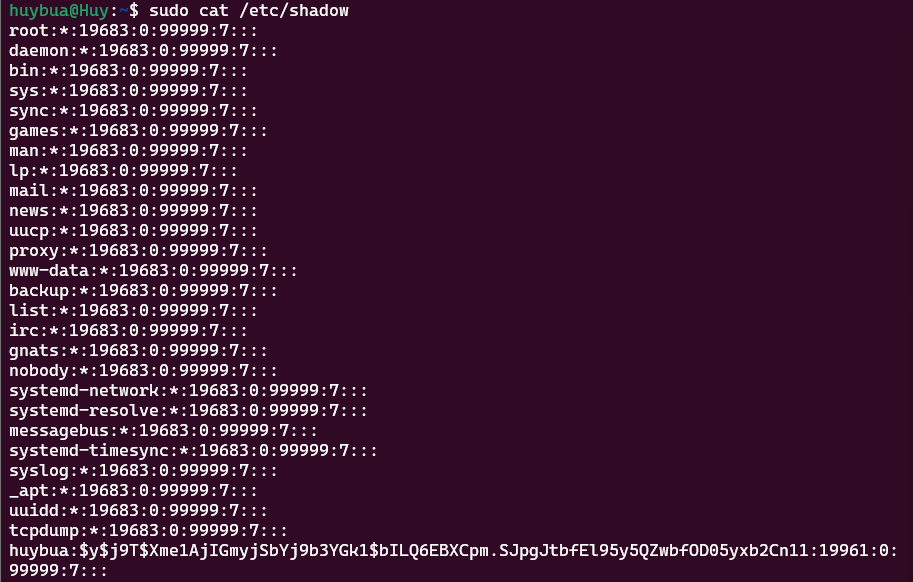 huybua@Huy:~$ sudo cat /etc/shadow
root:*:19683:0:99999:7:::
daemon:*:19683:0:99999:7:::
bin:*:19683:0:99999:7:::
sys:*:19683:0:99999:7:::
sync:*:19683:0:99999:7:::
games:*:19683:0:99999:7:::
man:*:19683:0:99999:7:::
lp:*:19683:0:99999:7:::
mail:*:19683:0:99999:7:::
news:*:19683:0:99999:7:::
uucp:*:19683:0:99999:7:::
proxy:*:19683:0:99999:7:::
www-data:*:19683:0:99999:7:::
backup:*:19683:0:99999:7:::
list:*:19683:0:99999:7:::
irc:*:19683:0:99999:7:::
gnats:*:19683:0:99999:7:::
nobody:*:19683:0:99999:7:::
systemd-network:*:19683:0:99999:7:::
systemd-resolve:*:19683:0:99999:7:::
messagebus:*:19683:0:99999:7:::
systemd-timesync:*:19683:0:99999:7:::
syslog:*:19683:0:99999:7:::
_apt:*:19683:0:99999:7:::
uuidd:*:19683:0:99999:7:::
tcpdump:*:19683:0:99999:7:::
huybua:$y$j9T$Xme1AjIGmyjSbYj9b3YGk1$bILQ6EBXCpm.SJpgJtbfEl95y5QZwbfOD05yxb2Cn11:19961:0:
99999:7:::